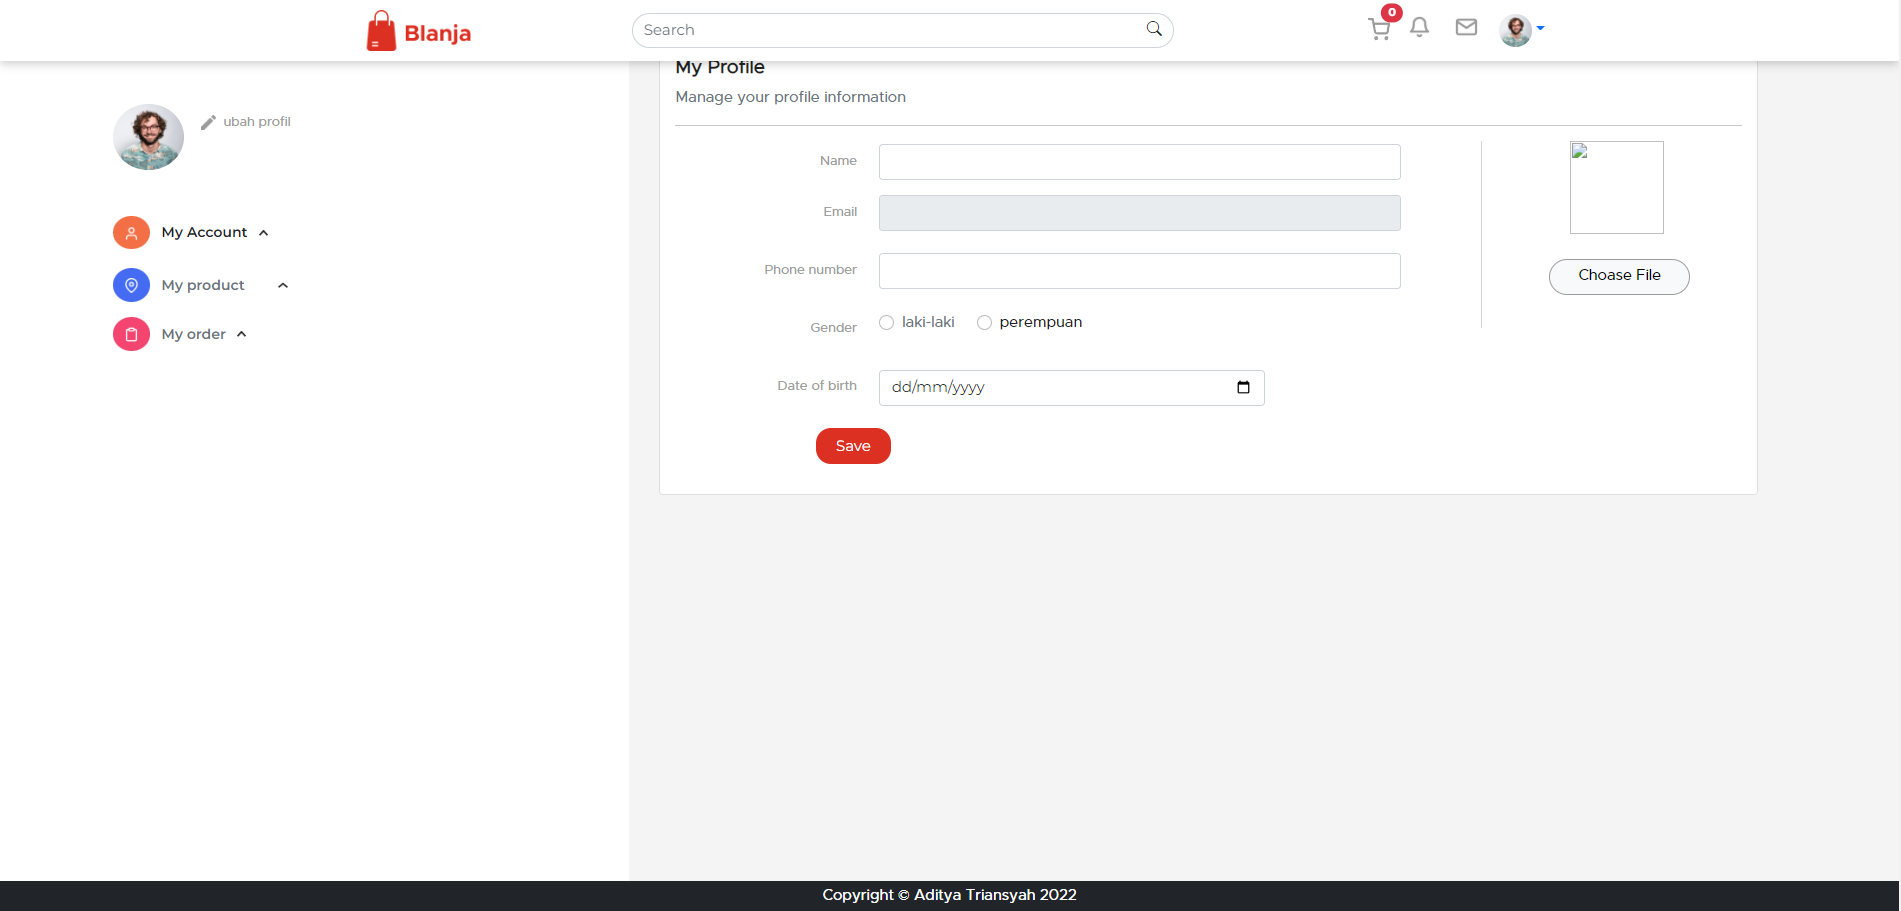 Blanja
Search
0
My Profile
Manage your profile information
ubah profil
Name
Email
My Account
Phone number
Choase File
My product
Gender
laki-laki
perempuan
My order
Date of birth
dd/mm/yyyy
Save
Copyright © Aditya Triansyah 2022